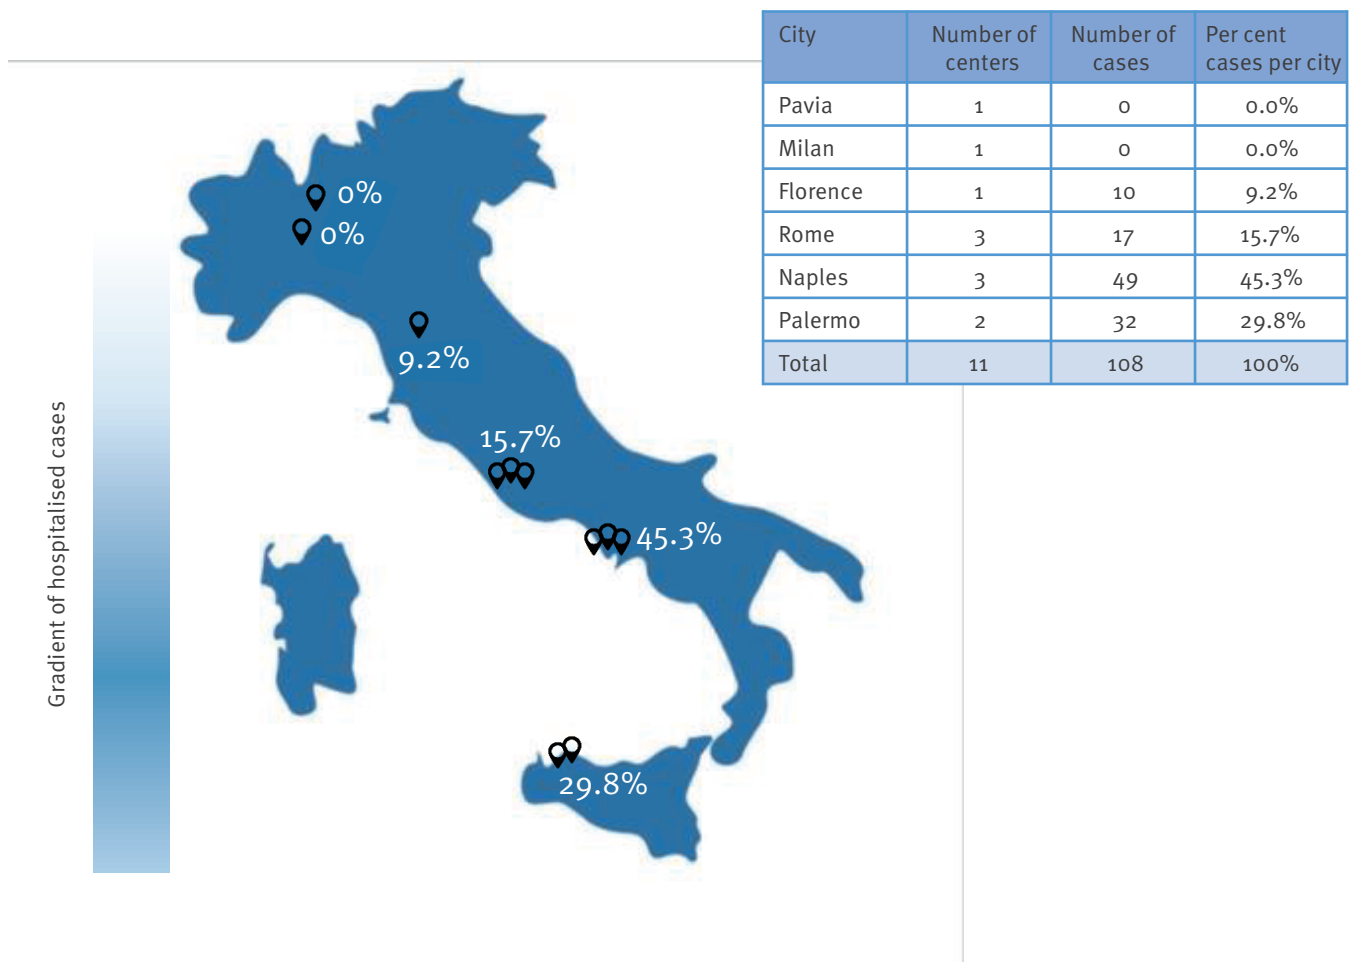 City Number of centers Number of cases Per cent cases per city
Pavia 1 0 0.0%
Milan 1 0 0.0%
Florence 1 10 9.2%
Rome 3 17 15.7%
Naples 3 49 45.3%
Palermo 2 32 29.8%
Total 11 108 100%
0%
0%
9.2%
15.7%
45.3%
29.8%
Gradient of hospitalised cases